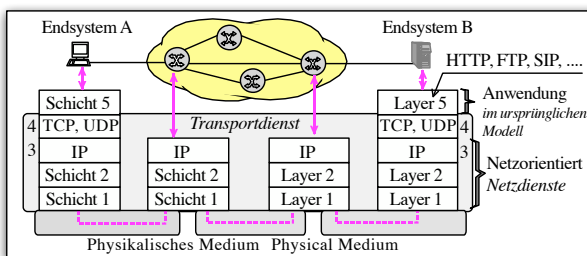 Endsystem A
Endsystem B
HTTP, FTP, SIP, ....
Schicht 5
Layer 5
Anwendung
im ursprünglichen
Modell
4
TCP, UDP
Transportdienst
TCP, UDP
4
3
IP
IP
IP
IP
3
Netzorientiert
Netzdienste
Schicht 2
Schicht 2
Layer 2
Layer 2
Schicht 1
Schicht 1
Layer 1
Layer 1
Physikalisches Medium
Physical Medium